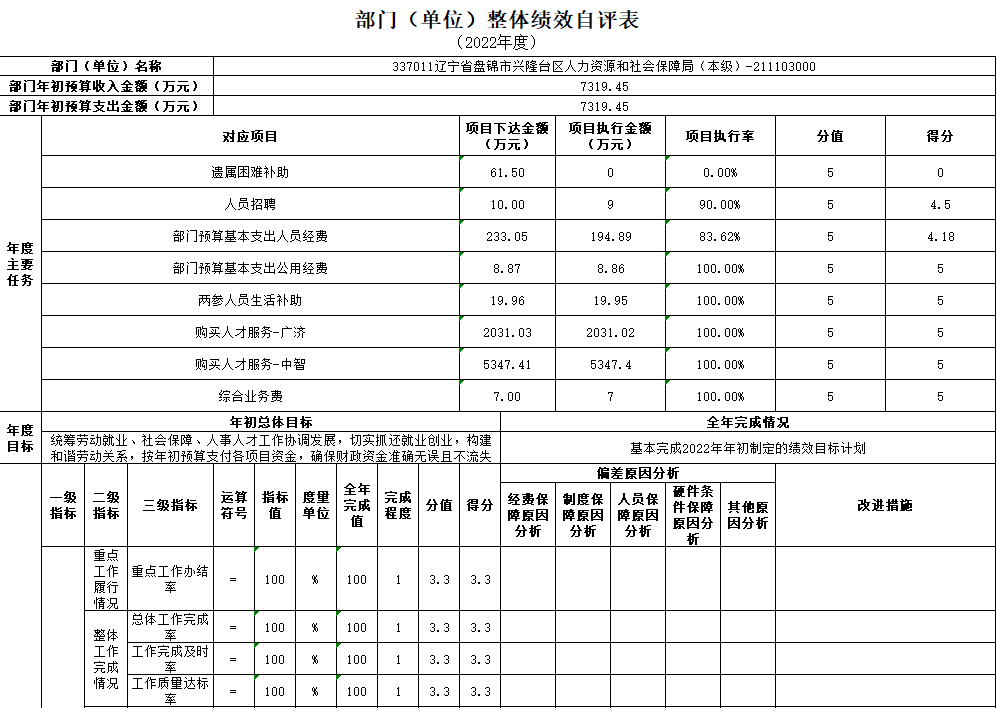 部门（单位）整体绩效自评表
（2022年度）
部门（单位）名称 337011辽宁省盘锦市兴隆台区人力资源和社会保障局（本级）-211103000
部门年初预算收入金额（万元） 7319.45
部门年初预算支出金额（万元） 7319.45
年度主要任务 对应项目 项目下达金额（万元） 项目执行金额（万元） 项目执行率 分值 得分
遗属困难补助 61.50 0 0.00% 5 0
人员招聘 10.00 9 90.00% 5 4.5
部门预算基本支出人员经费 233.05 194.89 83.62% 5 4.18
部门预算基本支出公用经费 8.87 8.86 100.00% 5 5
两参人员生活补助 19.96 19.95 100.00% 5 5
购买人才服务-广济 2031.03 2031.02 100.00% 5 5
购买人才服务-中智 5347.41 5347.4 100.00% 5 5
综合业务费 7.00 7 100.00% 5 5
年度目标 年初总体目标 全年完成情况
统筹劳动就业、社会保障、人事人才工作协调发展，切实抓还就业创业，构建
和谐劳动关系，按年初预算支付各项目资金，确保财政资金准确无误且不流失
基本完成2022年年初制定的绩效目标计划
一级指标 二级指标 三级指标 运算符号 指标值 度量单位 全年完成值 完成程度 分值 得分 偏差原因分析 改进措施
经费保障原因分析 制度保障原因分析 人员保障原因分析 硬件条件保障原因分析 其他原因分析
重点工作履行情况 重点工作办结率 = 100 % 100 1 3.3 3.3
整体工作完成情况 总体工作完成率 = 100 % 100 1 3.3 3.3
工作完成及时率 = 100 % 100 1 3.3 3.3
工作质量达标率 = 100 % 100 1 3.3 3.3